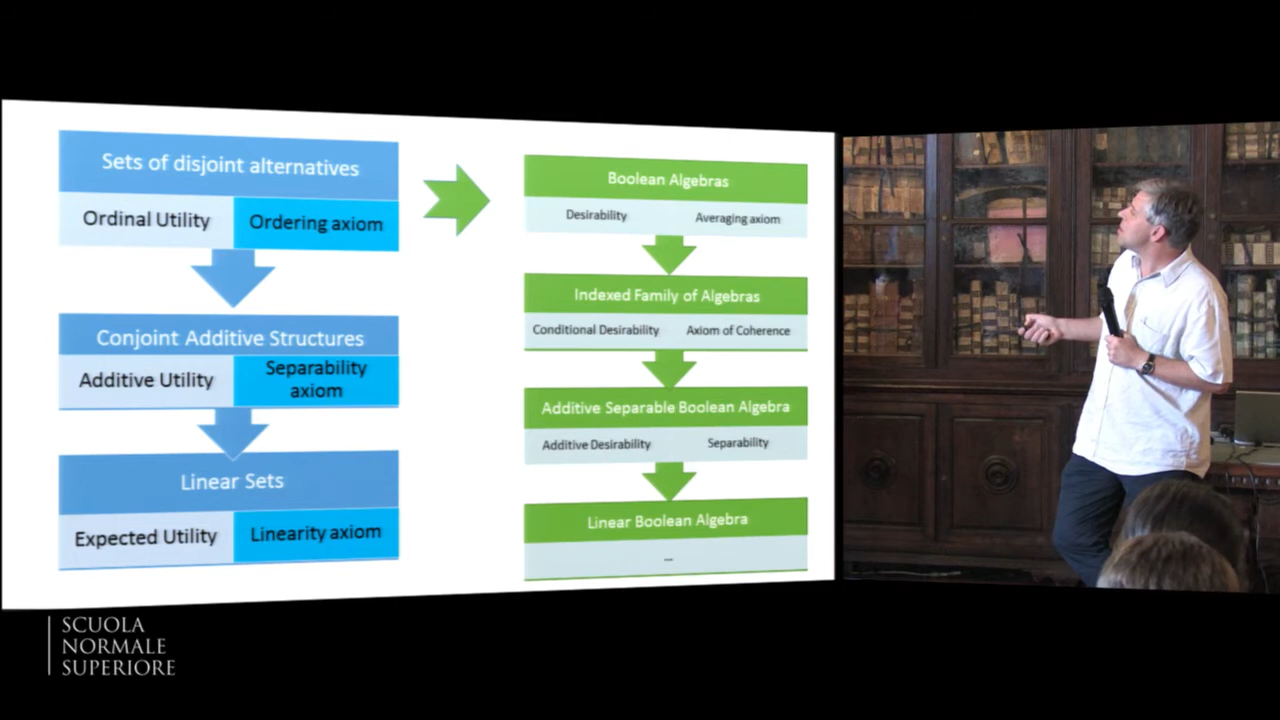 Sets of disjoint alternatives
Ordinal Utility
Ordering axiom
Conjoint Additive Structures
Additive Utility
Separability
axiom
Linear Sets
Expected Utility
Linearity axiom
Boolean Algebras
Desirability
Averaging axiom
Indexed Family of Algebras
Conditional Desirability
Axiom of Coherence
Additive Separable Boolean Algebra
Additive Desirability
Separability
Linear Boolean Algebra
...
SCUOLA
NORMALE
SUPERIORE